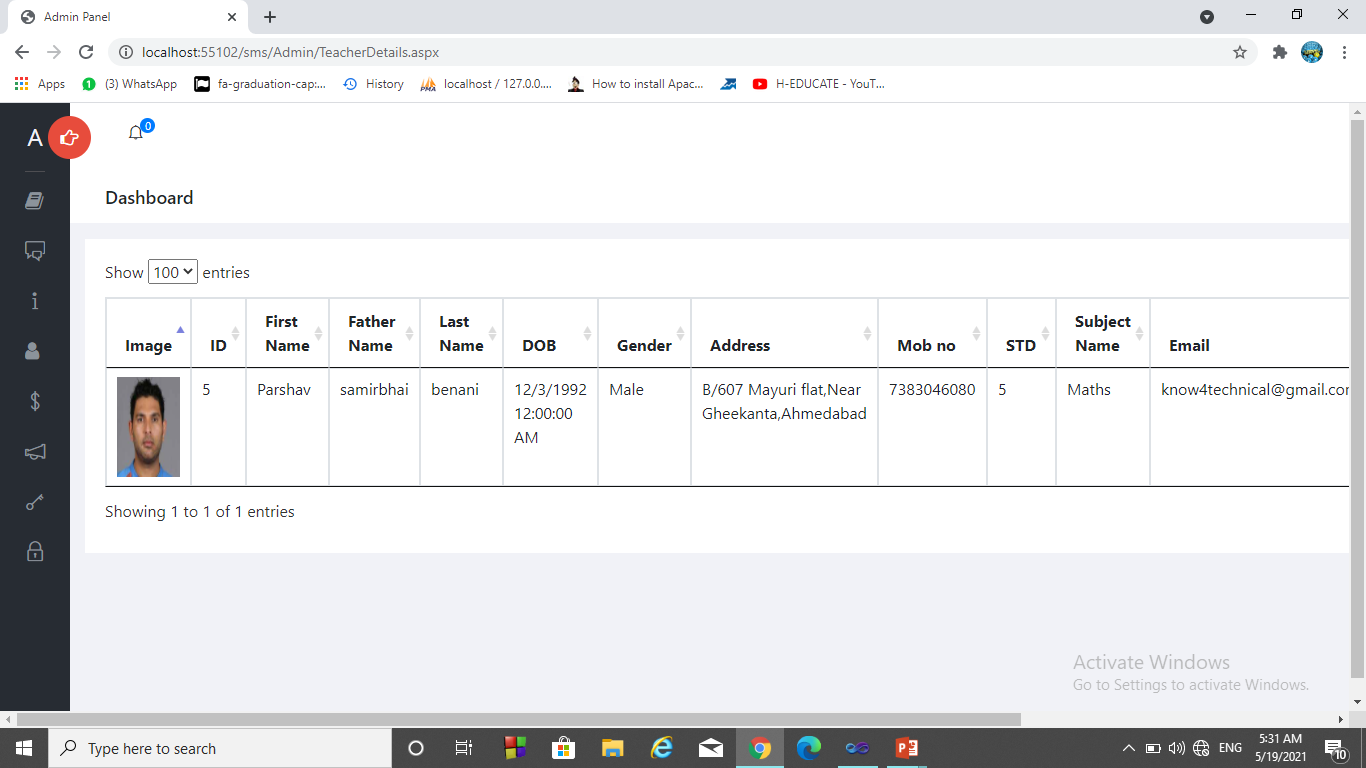 Admin Panel
localhost:55102/sms/Admin/TeacherDetails.aspx
Apps
1
(3) WhatsApp
fa-graduation-cap:...
History
PMA
localhost / 127.0.0....
How to install Apac...
H-EDUCATE - YouT...
A
0
Dashboard
Show 100 entries
Image
ID
First
Name
Father
Name
Last
Name
DOB
Gender
Address
Mob no
STD
Subject
Name
Email
5
Parshav
samirbhai
benani
12/3/1992
12:00:00
AM
Male
B/607 Mayuri flat,Near
Gheekanta,Ahmedabad
7383046080
5
Maths
know4technical@gmail.cor
Showing 1 to 1 of 1 entries
Activate Windows
Go to Settings to activate Windows.
Type here to search
ENG
5:31 AM
5/19/2021
10